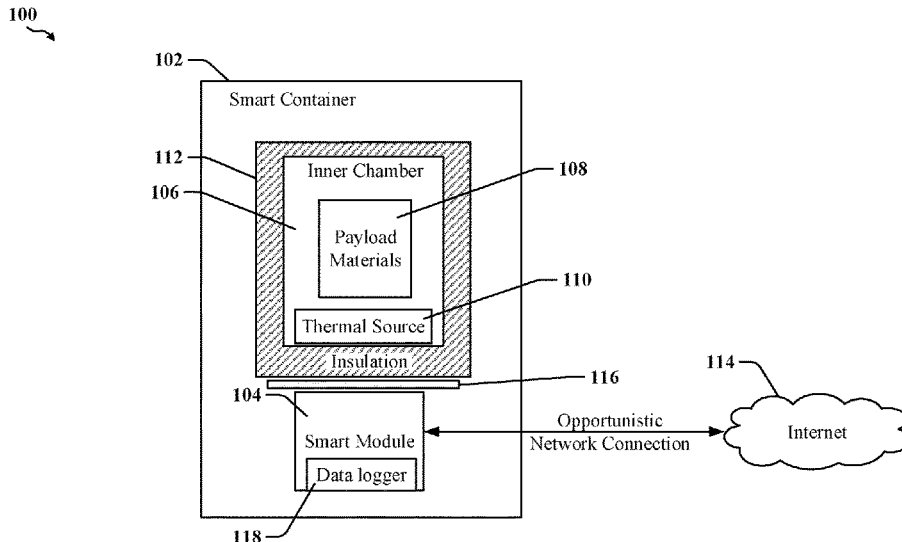 100
102
Smart Container
112
Inner Chamber
108
106
Payload
Materials
110
Thermal Source
Insulation
116
114
104
Opportunistic
Network Connection
Internet
Smart Module
Data logger
118